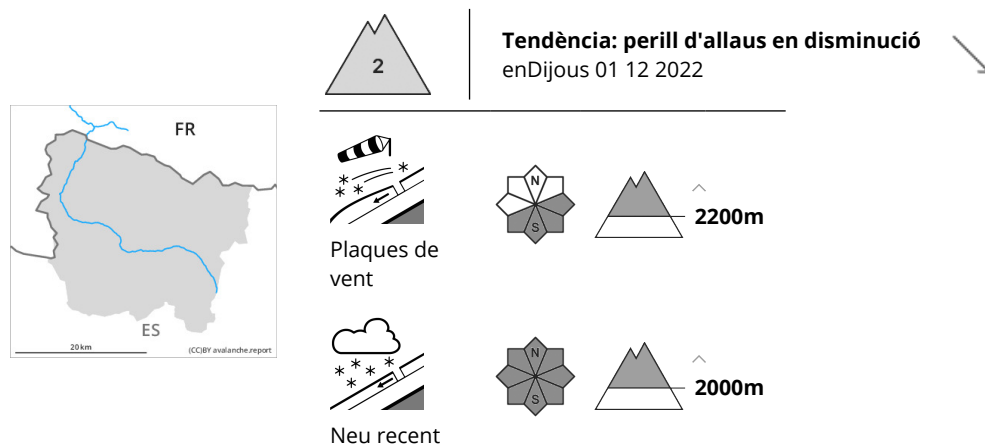 2
Tendència: perill d'allaus en disminució
enDijous 01 12 2022
FR
ES
20 km
(CC)BY avalanche.report
N
S
2200m
Plaques de
vent
N
S
2000m
Neu recent